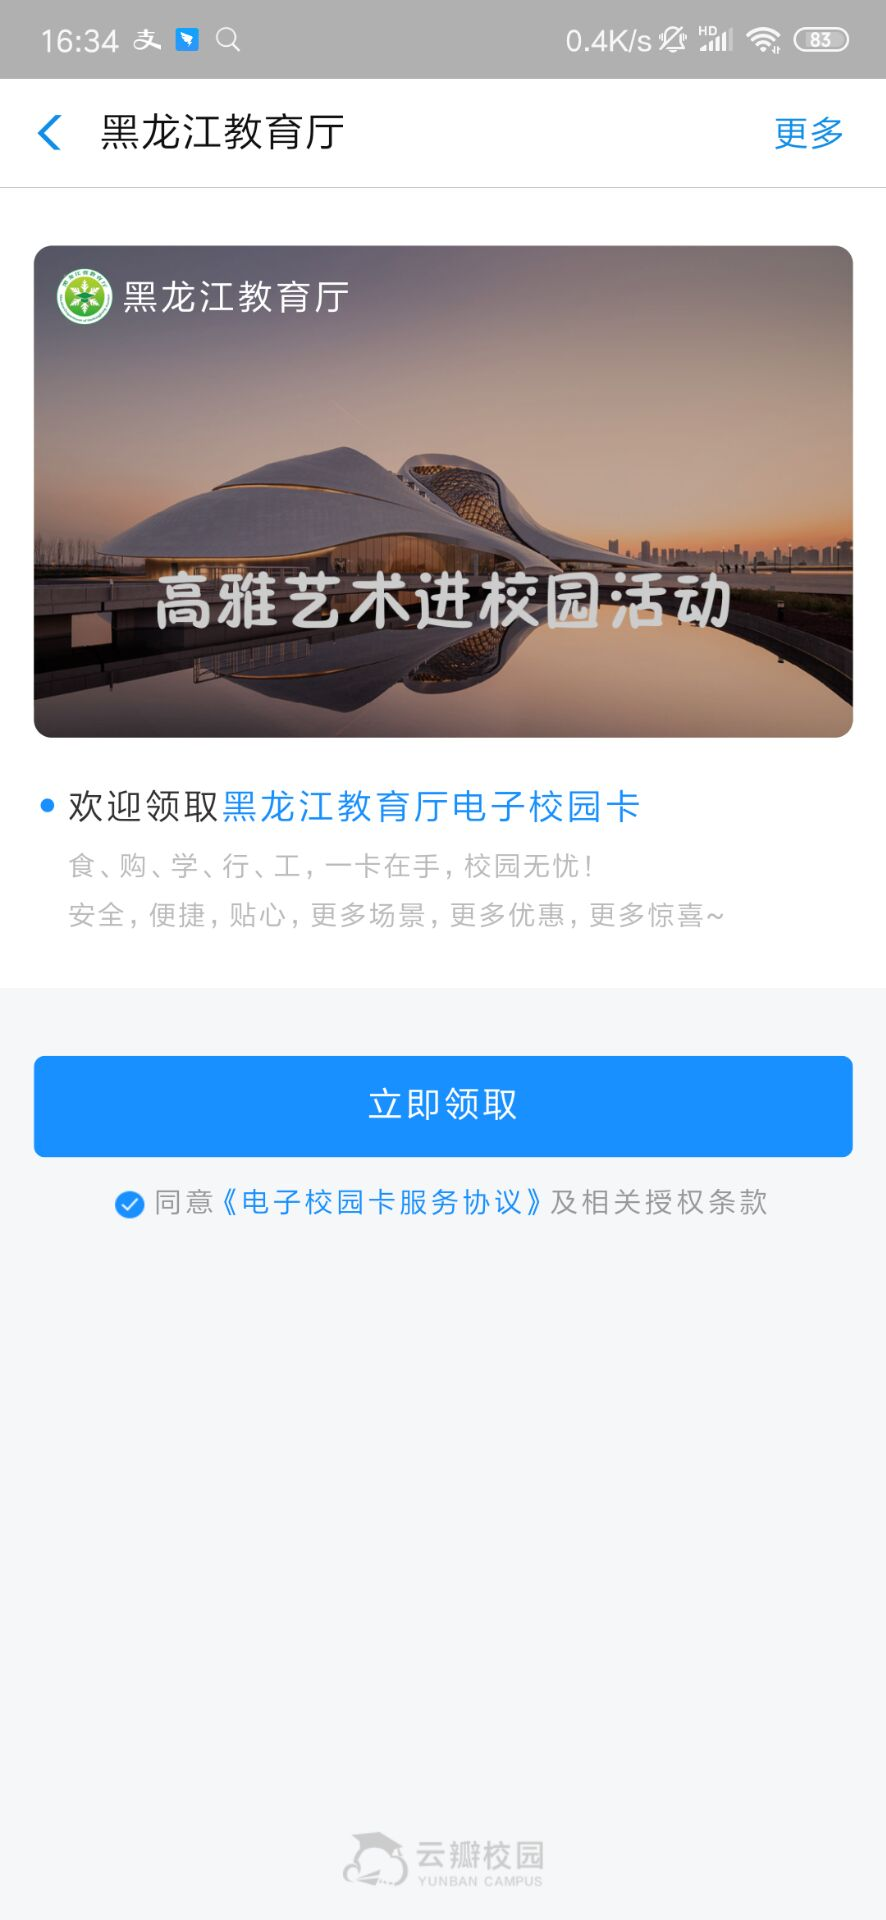 16:34 支 0.4K/s HD 83
黑龙江教育厅 更多
黑龙江教育厅
高雅艺术进校园活动
欢迎领取黑龙江教育厅电子校园卡
食、购、学、行、工，一卡在手，校园无忧！
安全，便捷，贴心，更多场景，更多优惠，更多惊喜~
立即领取
同意《电子校园卡服务协议》及相关授权条款
云瓣校园
YUNBAN CAMPUS